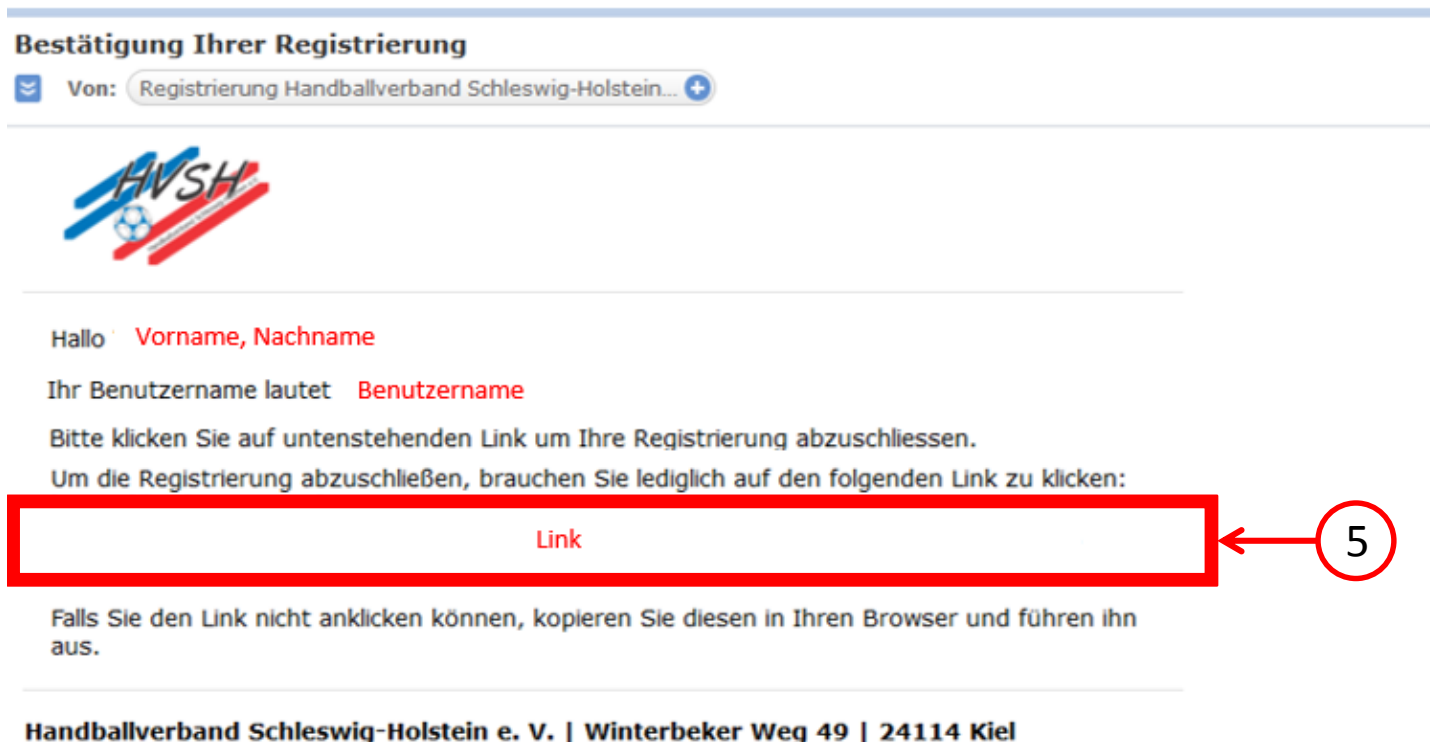 Bestätigung Ihrer Registrierung
Von: Registrierung Handballverband Schleswig-Holstein...
HVSH
Hallo Vorname, Nachname
Ihr Benutzername lautet Benutzername
Bitte klicken Sie auf untenstehenden Link um Ihre Registrierung abzuschliessen.
Um die Registrierung abzuschließen, brauchen Sie lediglich auf den folgenden Link zu klicken:
Link
5
Falls Sie den Link nicht anklicken können, kopieren Sie diesen in Ihren Browser und führen ihn
aus.
Handballverband Schleswig-Holstein e. V. | Winterbeker Weg 49 | 24114 Kiel